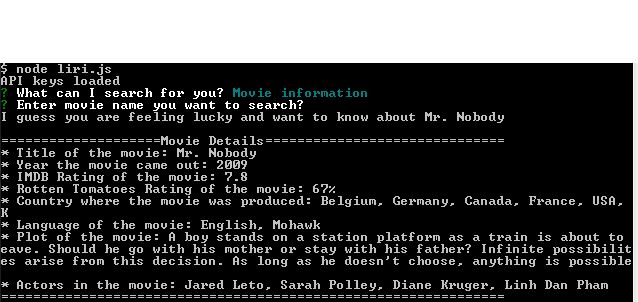 $ node liri.js
API keys loaded
? What can I search for you? Movie information
? Enter movie name you want to search?
I guess you are feeling lucky and want to know about Mr. Nobody
====================Movie Details==============================
* Title of the movie: Mr. Nobody
* Year the movie came out: 2009
* IMDB Rating of the movie: 7.8
* Rotten Tomatoes Rating of the movie: 67%
* Country where the movie was produced: Belgium, Germany, Canada, France, USA,
K
* Language of the movie: English, Mohawk
* Plot of the movie: A boy stands on a station platform as a train is about to
eave. Should he go with his mother or stay with his father? Infinite possibilit
es arise from this decision. As long as he doesn't choose, anything is possible
* Actors in the movie: Jared Leto, Sarah Polley, Diane Kruger, Linh Dan Pham
===============================================================